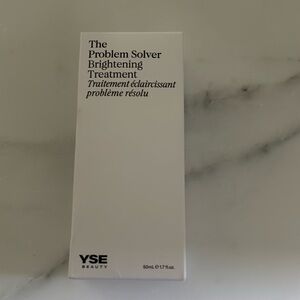 The
Problem Solver
Brightening
Treatment
Traitement éclaircissant
problème résolu
YSE
BEAUTY
50mL ℮ 1.7 fl oz.